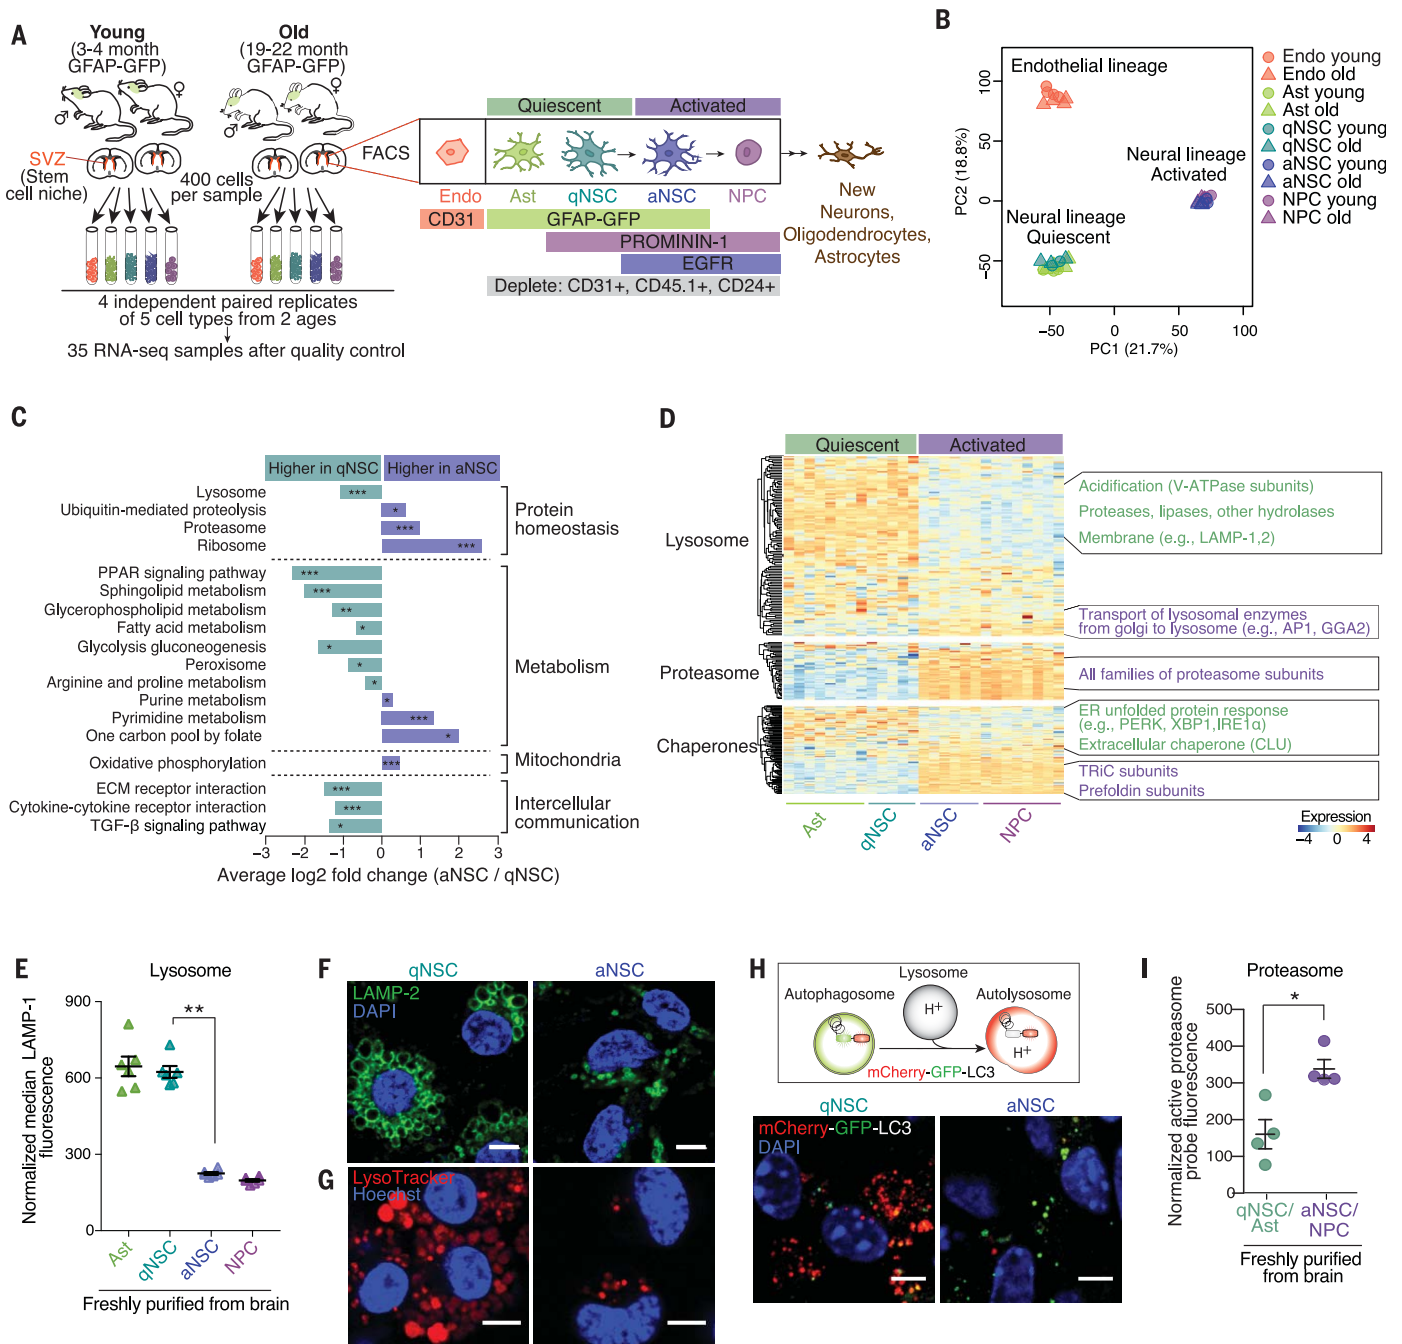 A
Young
(3-4 month
GFAP-GFP)
Old
(19-22 month
GFAP-GFP)
♂
♀
♂
♀
SVZ
(Stem
cell niche)
400 cells
per sample
FACS
4 independent paired replicates
of 5 cell types from 2 ages
35 RNA-seq samples after quality control
Quiescent
Activated
Endo
Ast
qNSC
aNSC
NPC
CD31
GFAP-GFP
PROMININ-1
EGFR
Deplete: CD31+, CD45.1+, CD24+
New
Neurons,
Oligodendrocytes,
Astrocytes
B
Endothelial lineage
Neural lineage
Activated
Neural lineage
Quiescent
PC2 (18.8%)
100
50
0
−50
−50
0
50
100
PC1 (21.7%)
Endo young
Endo old
Ast young
Ast old
qNSC young
qNSC old
aNSC young
aNSC old
NPC young
NPC old
C
Higher in qNSC
Higher in aNSC
Lysosome
***
Ubiquitin-mediated proteolysis
*
Proteasome
***
Ribosome
***
Protein
homeostasis
PPAR signaling pathway
***
Sphingolipid metabolism
***
Glycerophospholipid metabolism
**
Fatty acid metabolism
*
Glycolysis gluconeogenesis
*
Peroxisome
*
Arginine and proline metabolism
*
Purine metabolism
*
Pyrimidine metabolism
***
One carbon pool by folate
*
Metabolism
Oxidative phosphorylation
***
Mitochondria
ECM receptor interaction
***
Cytokine-cytokine receptor interaction
***
TGF-β signaling pathway
*
Intercellular
communication
−3
−2
−1
0
1
2
3
Average log2 fold change (aNSC / qNSC)
D
Quiescent
Activated
Lysosome
Proteasome
Chaperones
Acidification (V-ATPase subunits)
Proteases, lipases, other hydrolases
Membrane (e.g., LAMP-1,2)
Transport of lysosomal enzymes
from golgi to lysosome (e.g., AP1, GGA2)
All families of proteasome subunits
ER unfolded protein response
(e.g., PERK, XBP1,IRE1α)
Extracellular chaperone (CLU)
TRiC subunits
Prefoldin subunits
Ast
qNSC
aNSC
NPC
Expression
−4
0
4
E
Lysosome
Normalized median LAMP-1
fluorescence
900
600
300
0
**
Ast
qNSC
aNSC
NPC
Freshly purified from brain
F
qNSC
aNSC
LAMP-2
DAPI
G
LysoTracker
Hoechst
H
Lysosome
Autophagosome
Autolysosome
H+
H+
mCherry-GFP-LC3
qNSC
aNSC
mCherry-GFP-LC3
DAPI
I
Proteasome
Normalized active proteasome
probe fluorescence
500
400
300
200
100
0
*
qNSC/
Ast
aNSC/
NPC
Freshly purified
from brain